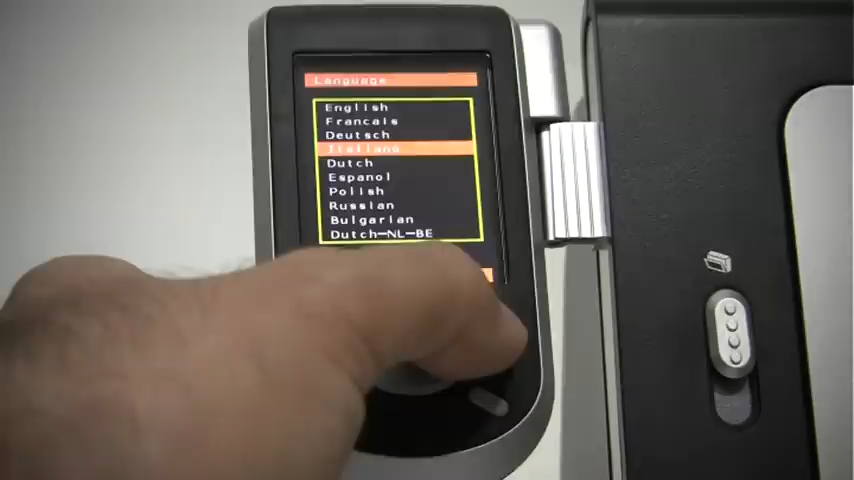 Language
English
Francais
Deutsch
Italiano
Dutch
Espanol
Polish
Russian
Bulgarian
Dutch-NL-BE